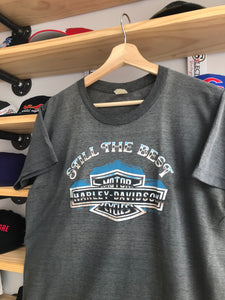 STILL THE BEST
MOTOR
HARLEY-DAVIDSON
CYCLES